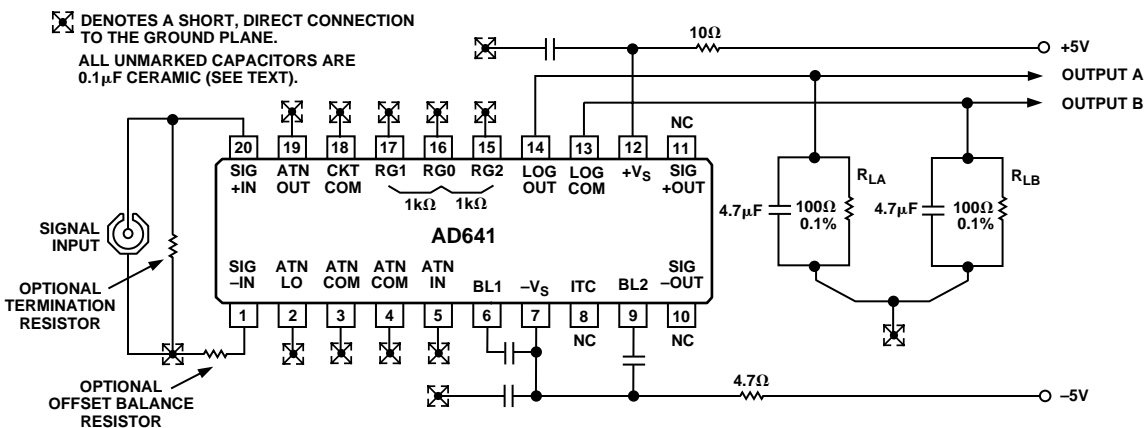 DENOTES A SHORT, DIRECT CONNECTION
TO THE GROUND PLANE.
ALL UNMARKED CAPACITORS ARE
0.1μF CERAMIC (SEE TEXT).
10Ω
+5V
OUTPUT A
OUTPUT B
NC
20 19 18 17 16 15 14 13 12 11
SIG +IN
ATN OUT
CKT COM
RG1
RG0
RG2
LOG OUT
LOG COM
+VS
SIG +OUT
1kΩ 1kΩ
RLA
4.7μF
100Ω
0.1%
RLB
4.7μF
100Ω
0.1%
SIGNAL
INPUT
AD641
OPTIONAL
TERMINATION
RESISTOR
SIG –IN
ATN LO
ATN COM
ATN COM
ATN IN
BL1
–VS
ITC
BL2
SIG –OUT
1 2 3 4 5 6 7 8 9 10
NC
NC
OPTIONAL
OFFSET BALANCE
RESISTOR
4.7Ω
–5V